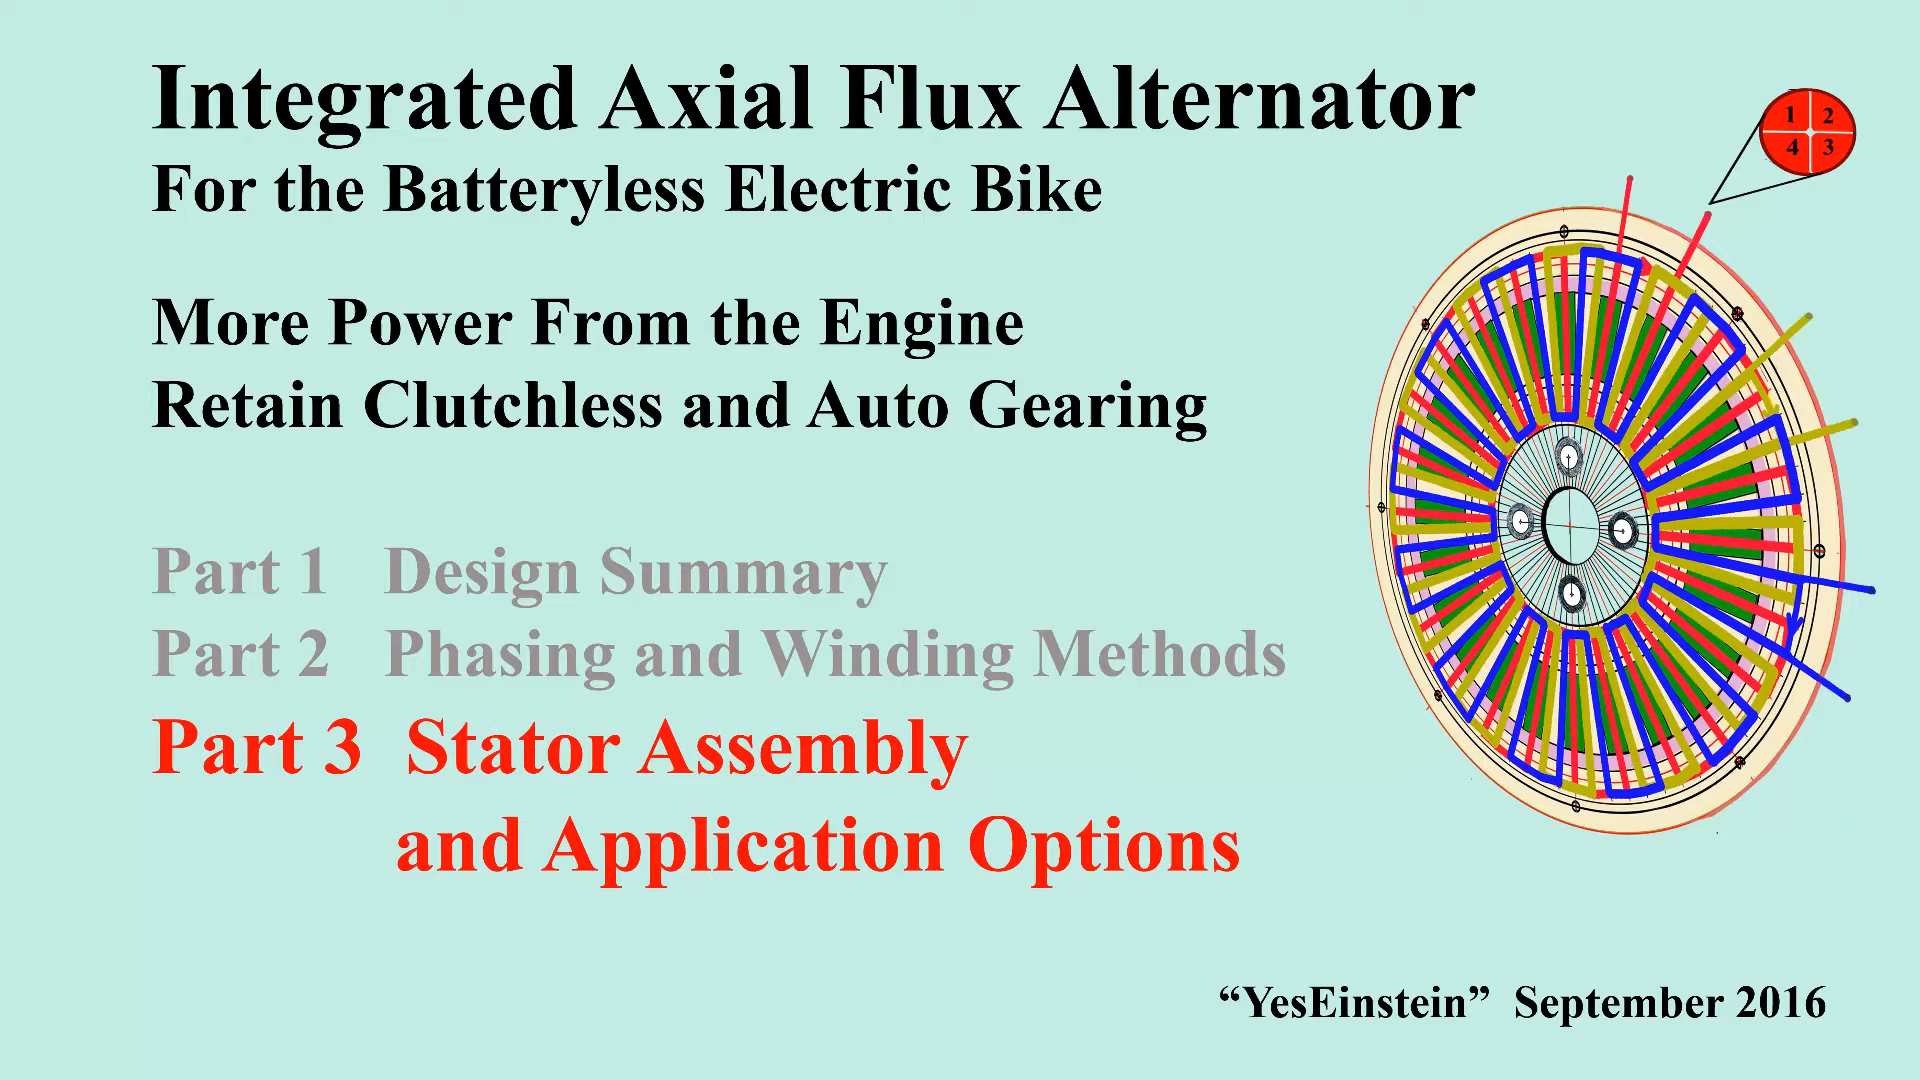 Integrated Axial Flux Alternator
For the Batteryless Electric Bike
More Power From the Engine
Retain Clutchless and Auto Gearing
Part 1 Design Summary
Part 2 Phasing and Winding Methods
Part 3 Stator Assembly
and Application Options
1 2
4 3
“YesEinstein” September 2016